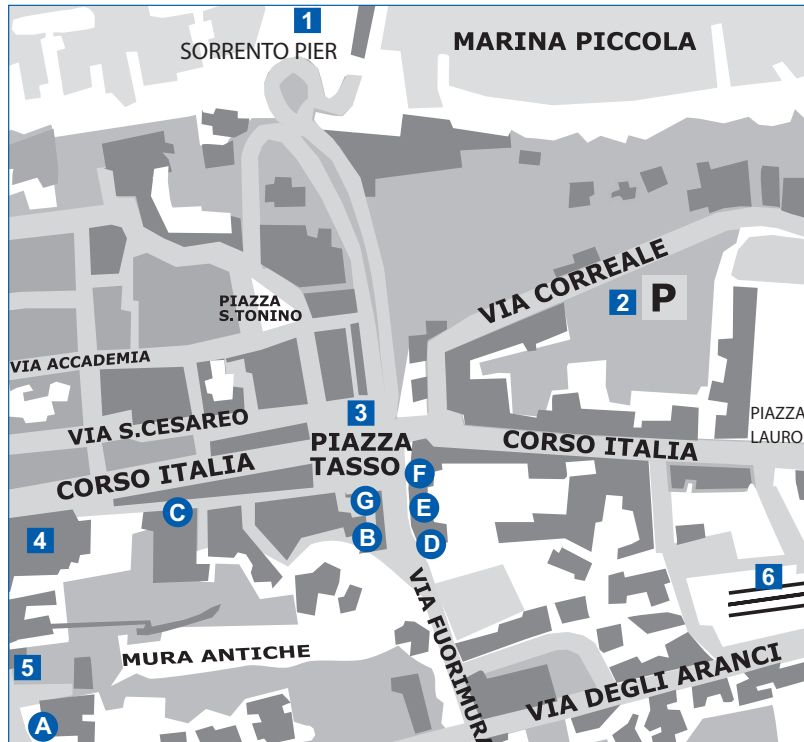 1
SORRENTO PIER
MARINA PICCOLA
VIA CORREALE
2
P
PIAZZA
S.TONINO
VIA ACCADEMIA
3
PIAZZA
TASSO
VIA S.CESAREO
CORSO ITALIA
CORSO ITALIA
PIAZZA
LAURO
F
G
E
C
B
D
4
6
VIA FUORIMURA
MURA ANTICHE
5
VIA DEGLI ARANCI
A